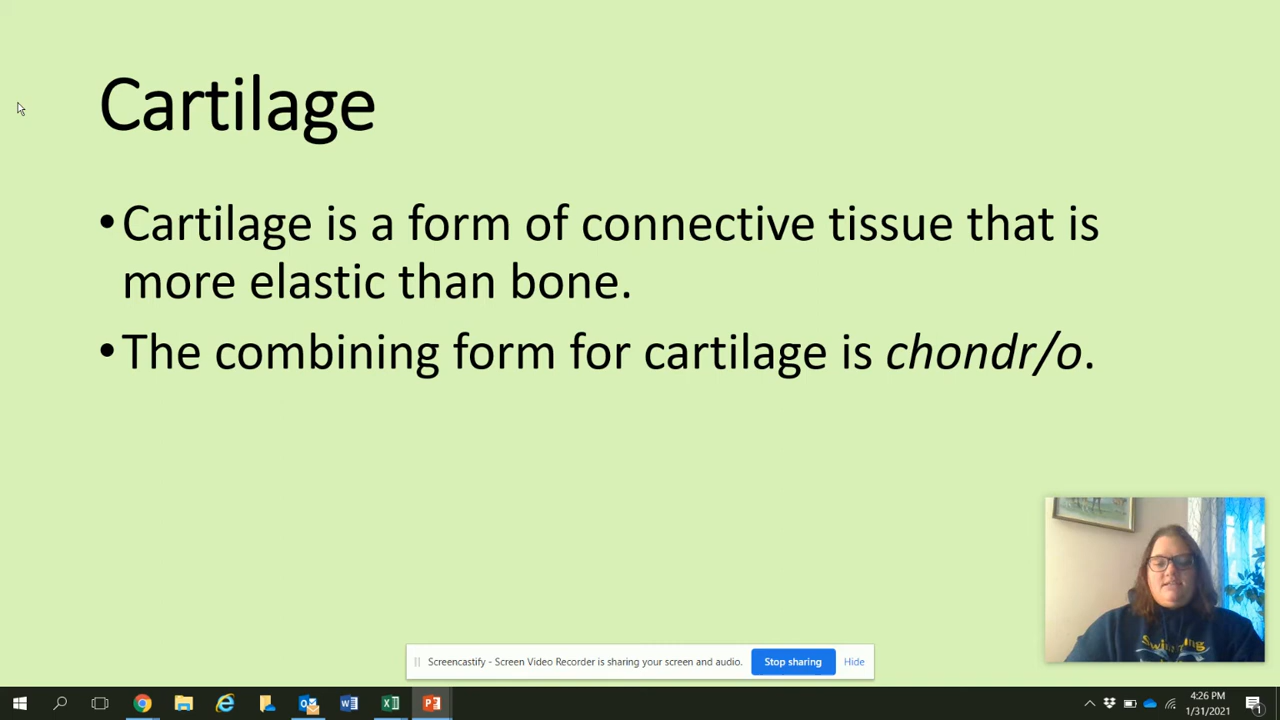 Cartilage
•Cartilage is a form of connective tissue that is
more elastic than bone.
•The combining form for cartilage is chondr/o.
Swimming
Screencastify - Screen Video Recorder is sharing your screen and audio.
Stop sharing
Hide
4:26 PM
1/31/2021